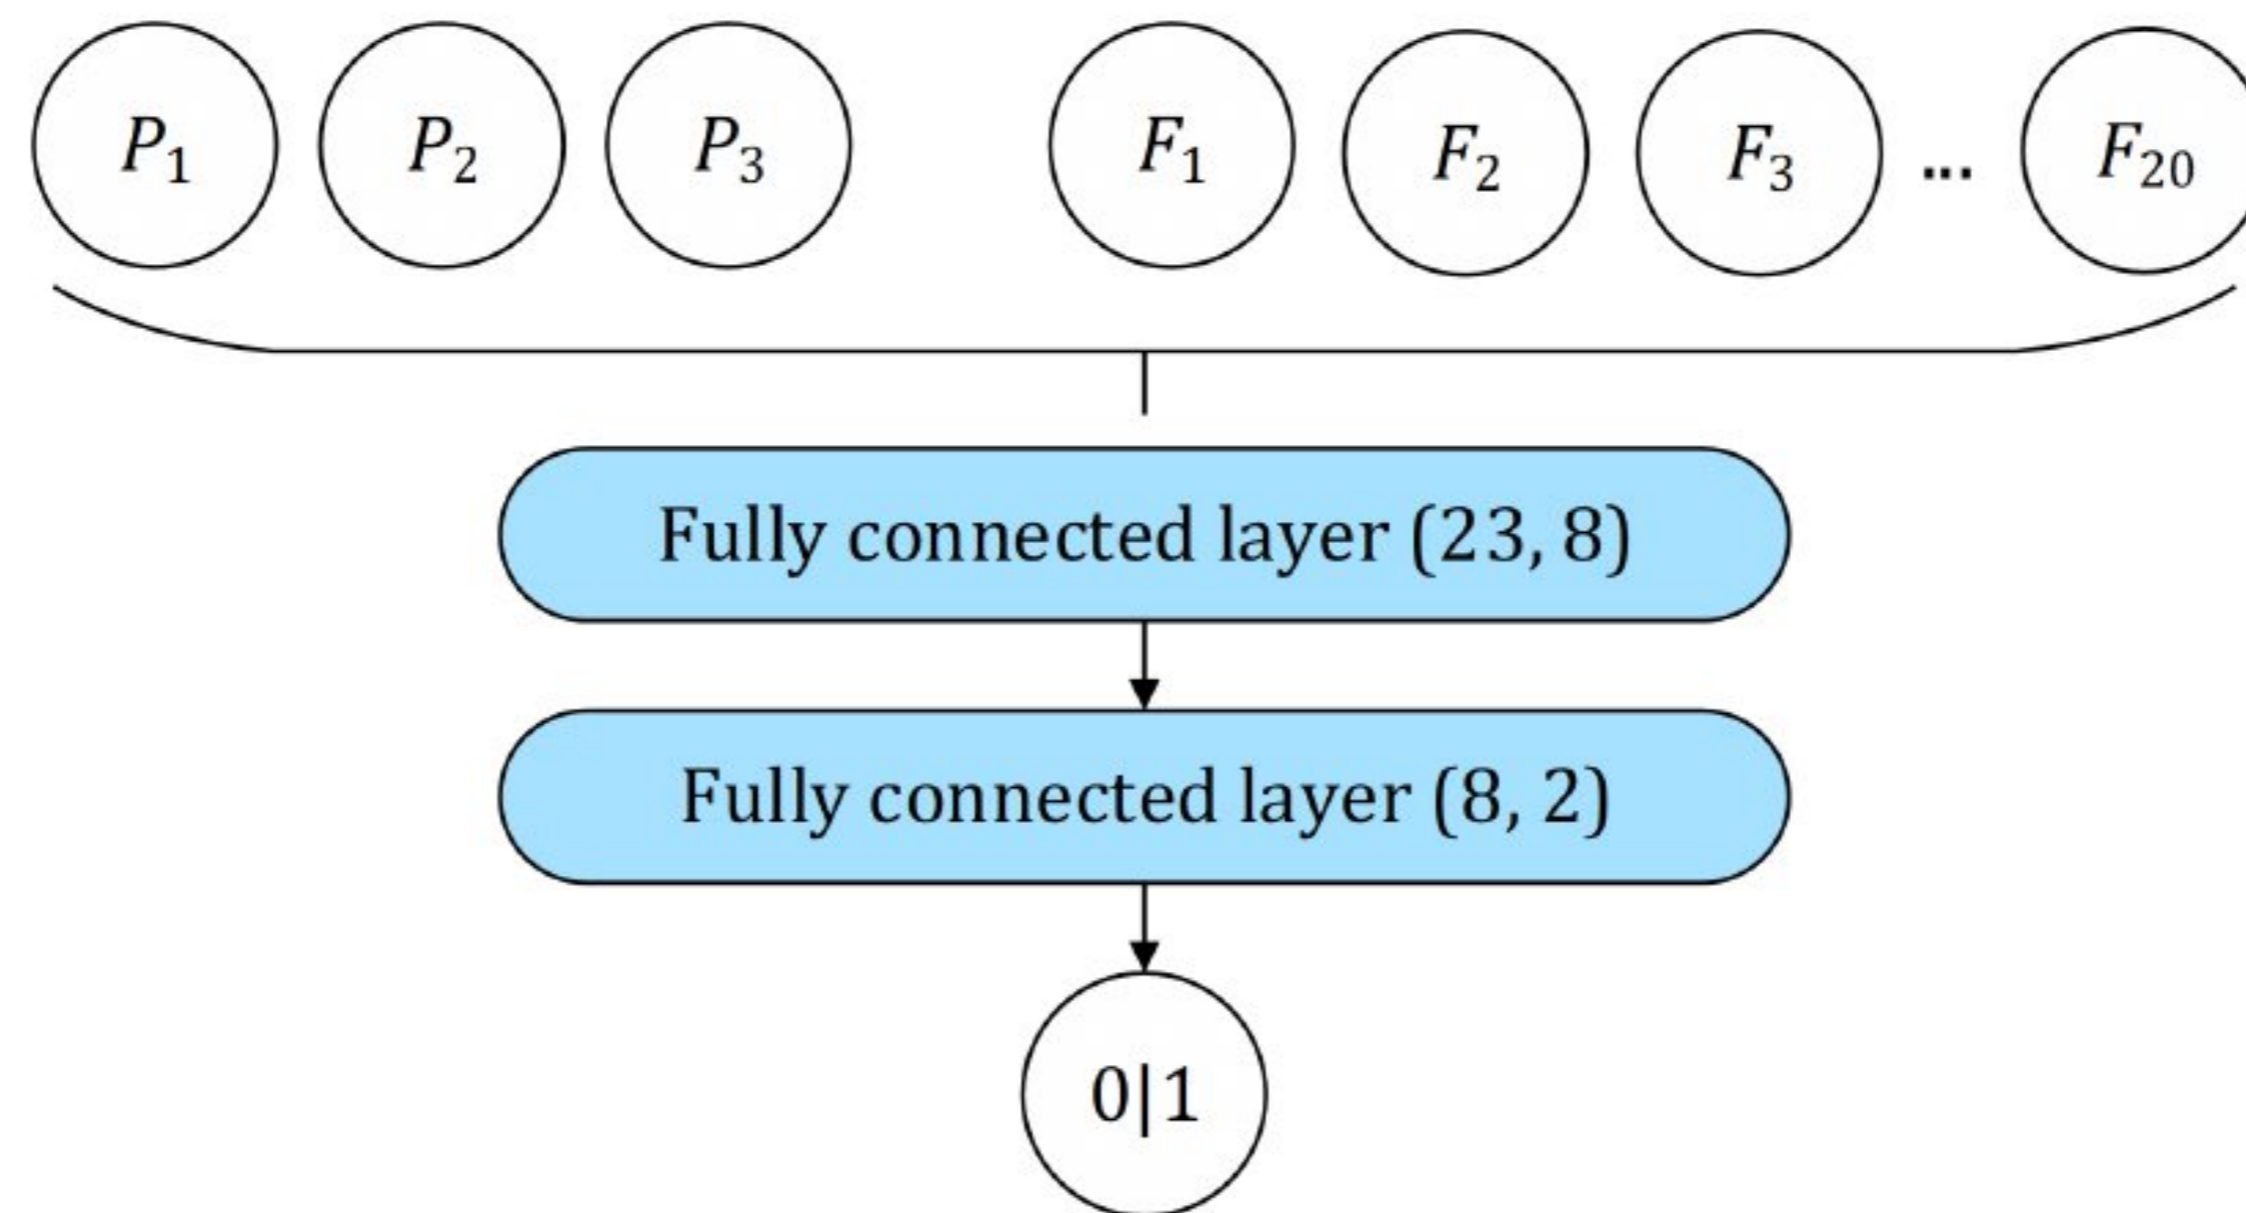 P₁ P₂ P₃ F₁ F₂ F₃ ... F₂₀
Fully connected layer (23, 8)
Fully connected layer (8, 2)
0|1